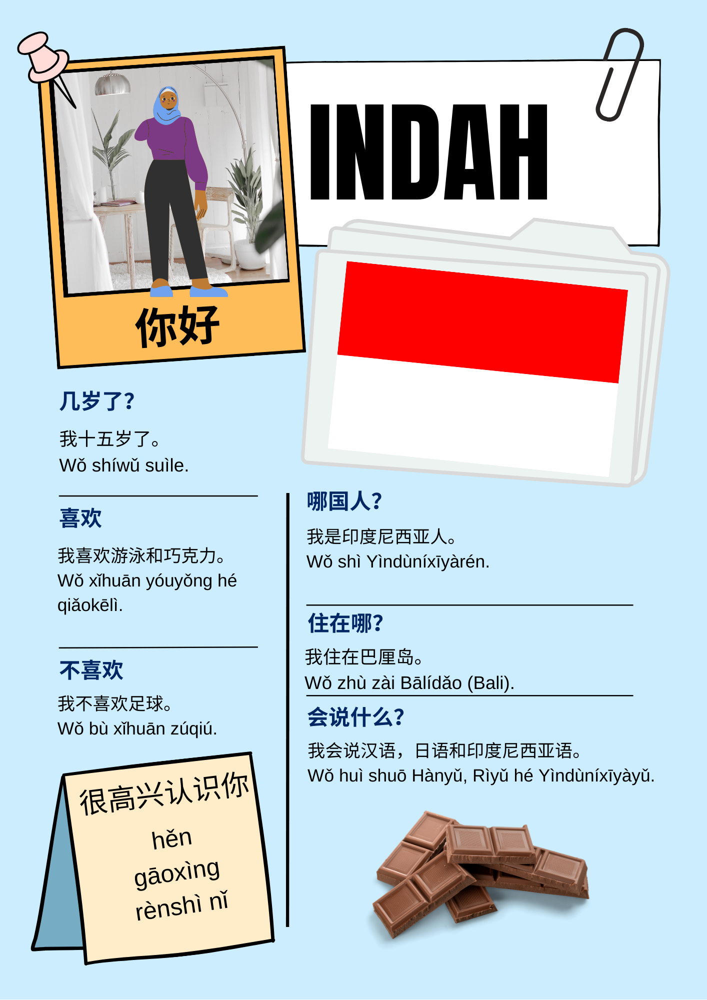 INDAH
你好
几岁了？
我十五岁了。
Wǒ shíwǔ suìle.
喜欢
我喜欢游泳和巧克力。
Wǒ xǐhuān yóuyǒng hé
qiǎokēlì.
不喜欢
我不喜欢足球。
Wǒ bù xǐhuān zúqiú.
很高兴认识你
hěn
gāoxìng
rènshì nǐ
哪国人？
我是印度尼西亚人。
Wǒ shì Yìndùníxīyàrén.
住在哪？
我住在巴厘岛。
Wǒ zhù zài Bālídǎo (Bali).
会说什么？
我会说汉语，日语和印度尼西亚语。
Wǒ huì shuō Hànyǔ, Rìyǔ hé Yìndùníxīyàyǔ.